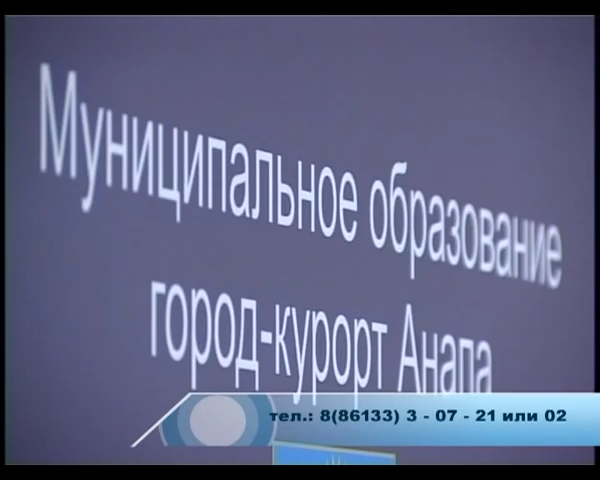 Муниципальное образование
город-курорт Анапа
тел.: 8(86133) 3 - 07 - 21 или 02